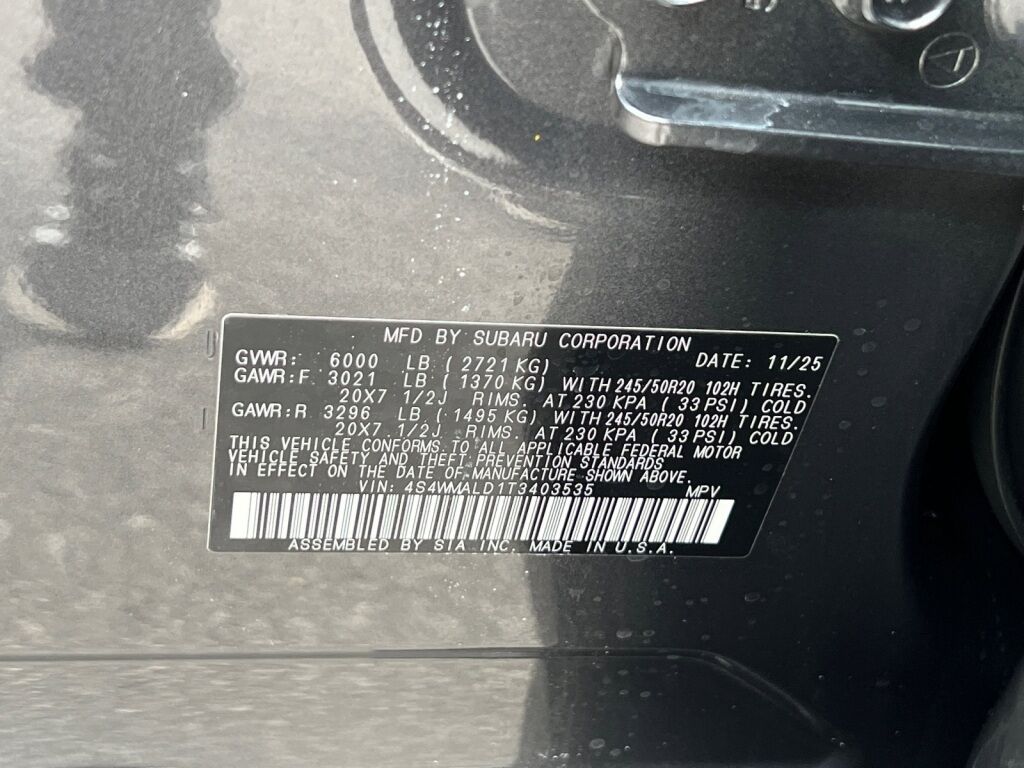 MFD BY SUBARU CORPORATION
GVWR: 6000 LB ( 2721 KG) DATE: 11/25
GAWR:F 3021 LB ( 1370 KG) WITH 245/50R20 102H TIRES.
20X7 1/2J RIMS. AT 230 KPA ( 33 PSI) COLD
GAWR:R 3296 LB ( 1495 KG) WITH 245/50R20 102H TIRES.
20X7 1/2J RIMS. AT 230 KPA ( 33 PSI) COLD
THIS VEHICLE CONFORMS TO ALL APPLICABLE FEDERAL MOTOR
VEHICLE SAFETY AND THEFT PREVENTION STANDARDS
IN EFFECT ON THE DATE OF MANUFACTURE SHOWN ABOVE.
VIN: 4S4WMALD1T3403535 MPV
ASSEMBLED BY SIA INC. MADE IN U.S.A.